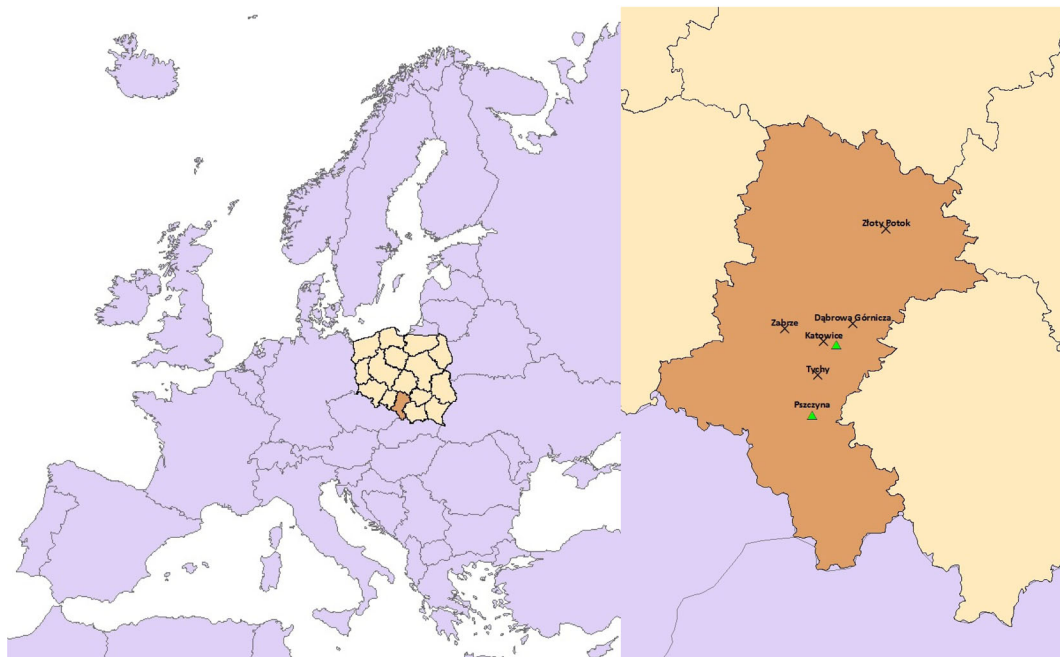 Złoty Potok
Dąbrowa Górnicza
Zabrze
Katowice
Tychy
Pszczyna